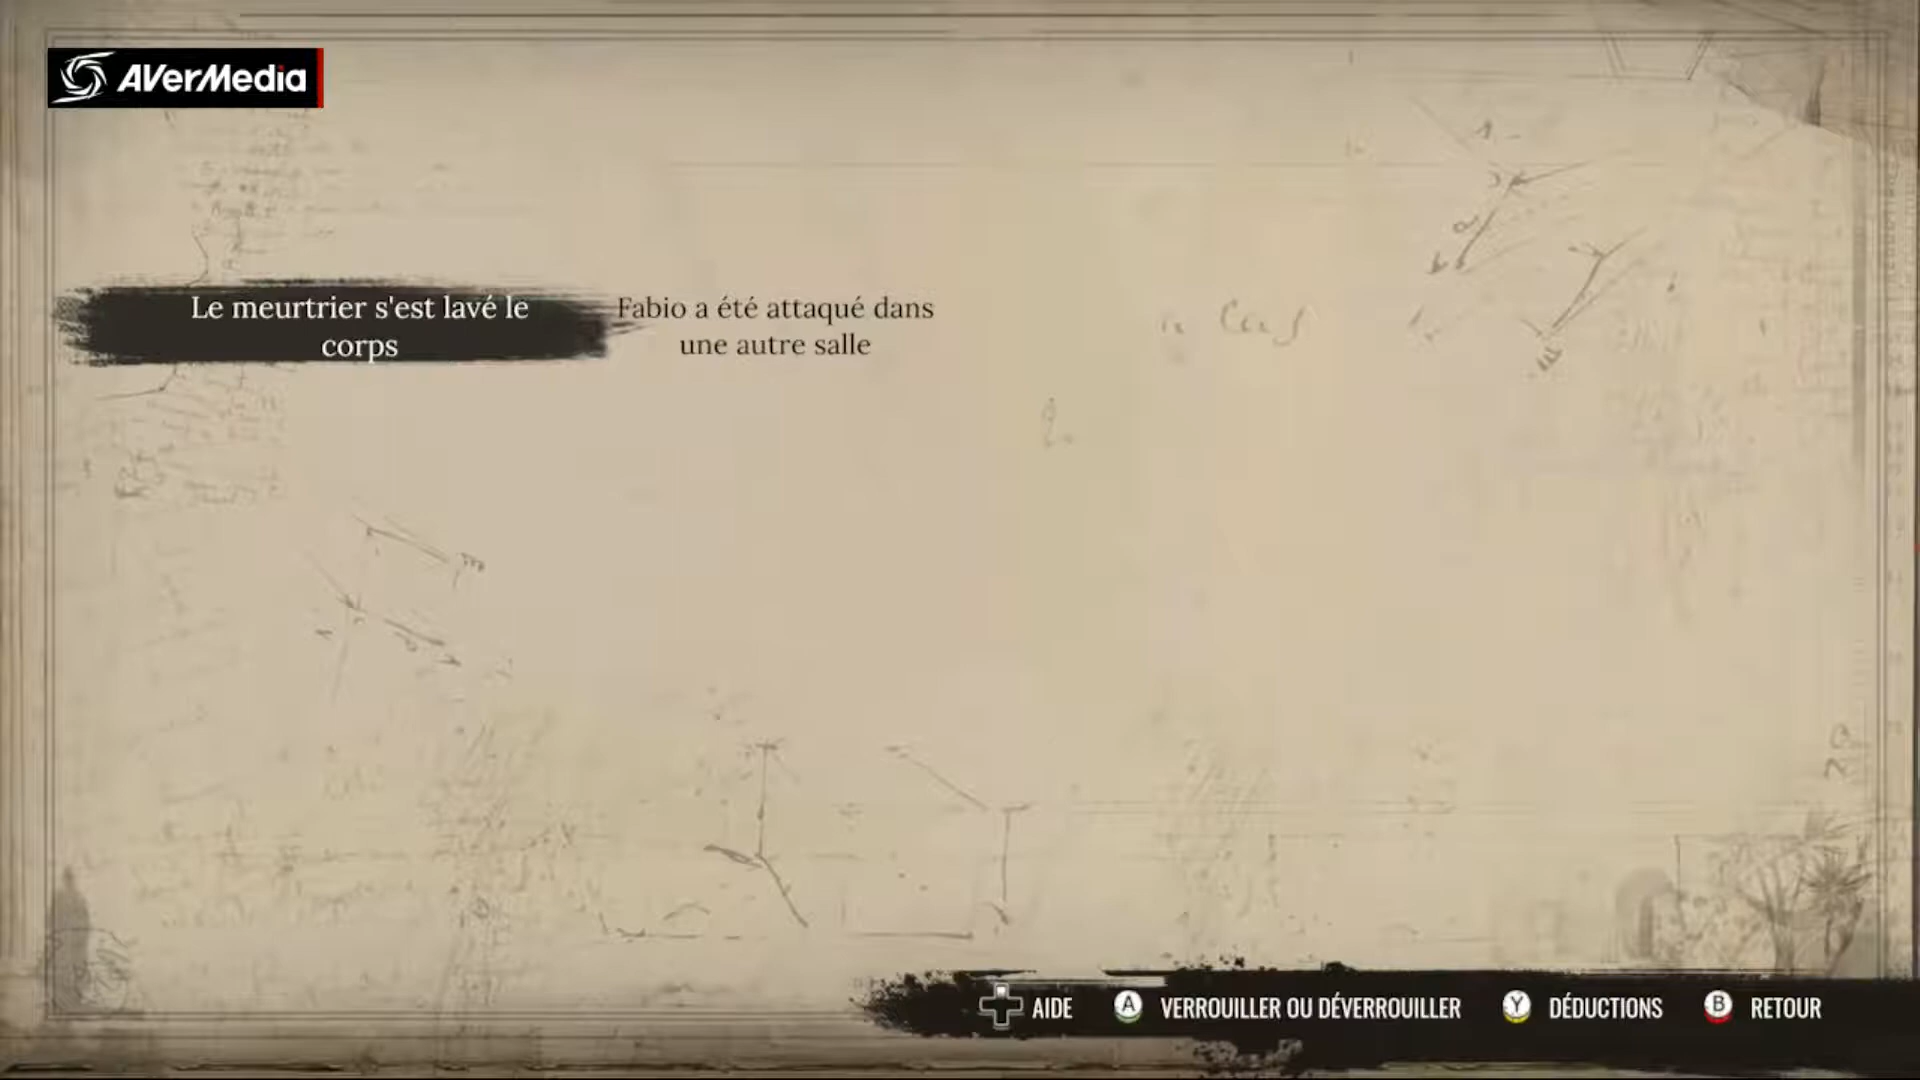 AVerMedia
Le meurtrier s'est lavé le
corps
Fabio a été attaqué dans
une autre salle
AIDE
A VERROUILLER OU DÉVERROUILLER
Y DÉDUCTIONS
B RETOUR